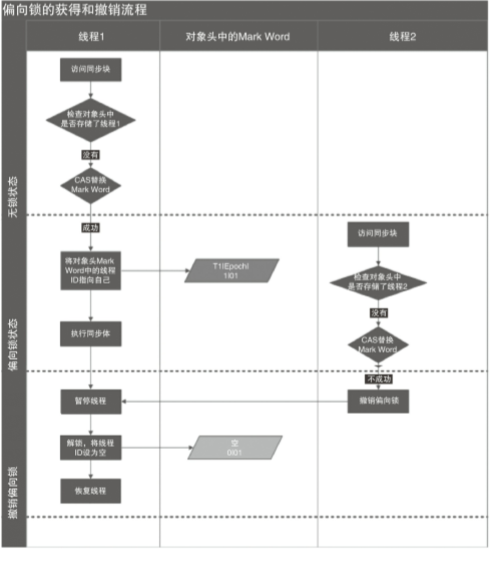 偏向锁的获得和撤销流程
线程1
对象头中的Mark Word
线程2
无锁状态
访问同步块
检查对象头中
是否存储了线程1
没有
CAS替换
Mark Word
成功
偏向锁状态
将对象头Mark
Word中的线程
ID指向自己
T1|Epoch|
1|01
执行同步体
访问同步块
检查对象头中
是否存储了线程2
没有
CAS替换
Mark Word
不成功
撤销偏向锁
暂停线程
撤销偏向锁
解锁，将线程
ID设为空
空
0|01
恢复线程